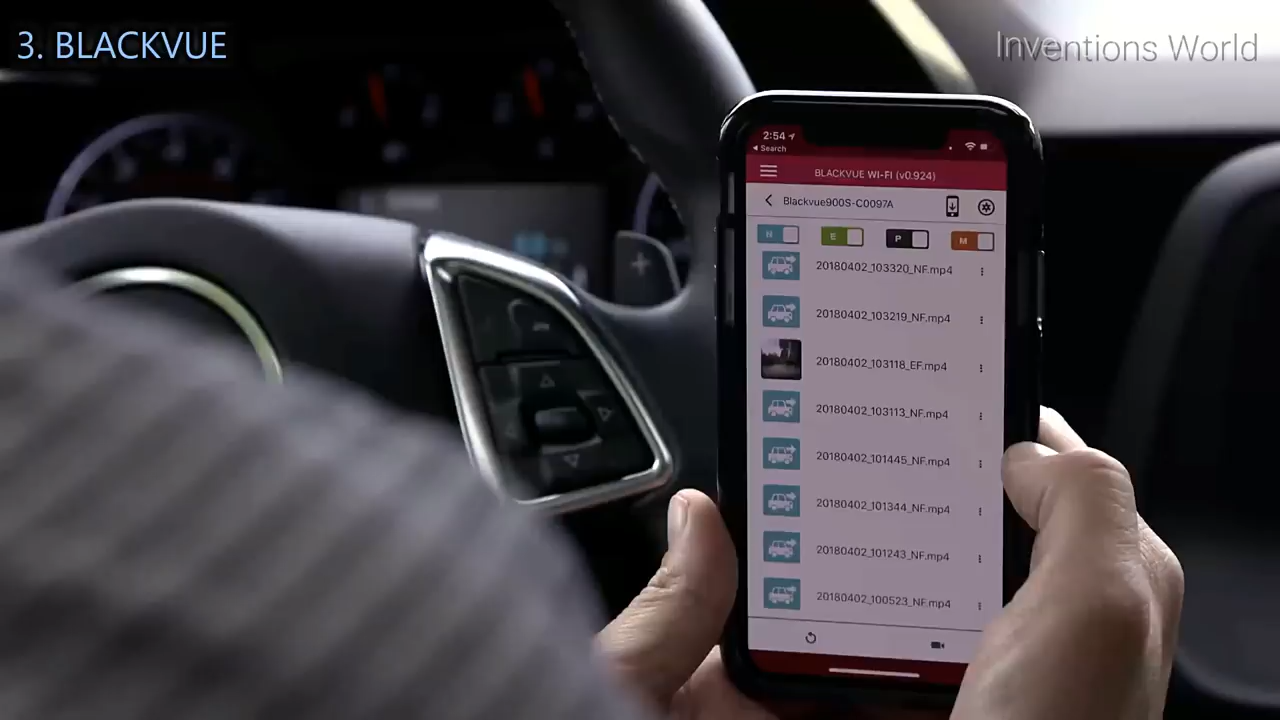 3. BLACKVUE
Inventions World
2:54
Search
BLACKVUE WI-FI (v0.924)
Blackvue900S-C0097A
N E P M
20180402_103320_NF.mp4
20180402_103219_NF.mp4
20180402_103118_EF.mp4
20180402_103113_NF.mp4
20180402_101445_NF.mp4
20180402_101344_NF.mp4
20180402_101243_NF.mp4
20180402_100523_NF.mp4